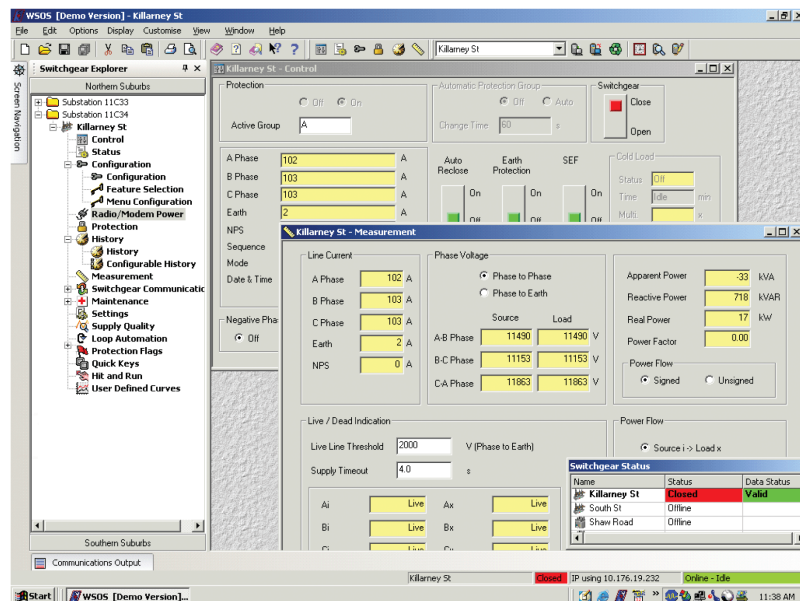 WSOS [Demo Version] - Killarney St
File Edit Options Display Customise View Window Help
Killarney St
Screen Navigation
Switchgear Explorer
Northern Suburbs
Substation 11C33
Substation 11C34
Killarney St
Control
Status
Configuration
Configuration
Feature Selection
Menu Configuration
Radio/Modem Power
Protection
History
History
Configurable History
Measurement
Switchgear Communicatic
Maintenance
Settings
Supply Quality
Loop Automation
Protection Flags
Quick Keys
Hit and Run
User Defined Curves
Southern Suburbs
Communications Output
Killarney St - Control
Protection
Off On
Active Group A
Automatic Protection Group
Off Auto
Change Time 60 s
Switchgear
Close
Open
A Phase 102 A
B Phase 103 A
C Phase 103 A
Earth 2 A
NPS
Sequence
Mode
Date & Time
Negative Pha
Off
Auto Reclose
On
Off
Earth Protection
On
Off
SEF
On
Off
Cold Load
Status Off
Time Idle min
Multi. x
Killarney St - Measurement
Line Current
A Phase 102 A
B Phase 103 A
C Phase 103 A
Earth 2 A
NPS 0 A
Phase Voltage
Phase to Phase
Phase to Earth
Source Load
A-B Phase 11490 11490 V
B-C Phase 11153 11153 V
C-A Phase 11863 11863 V
Apparent Power -33 kVA
Reactive Power 718 kVAR
Real Power 17 kW
Power Factor 0.00
Power Flow
Signed Unsigned
Live / Dead Indication
Live Line Threshold 2000 V (Phase to Earth)
Supply Timeout 4.0 s
Ai Live Ax Live
Bi Live Bx Live
Ci Live Cx Live
Power Flow
Source i -> Load x
Switchgear Status
Name Status Data Status
Killarney St Closed Valid
South St Offline
Shaw Road Offline
Killarney St Closed IP using 10.176.19.232 Online - Idle
Start WSOS [Demo Version]... 11:38 AM